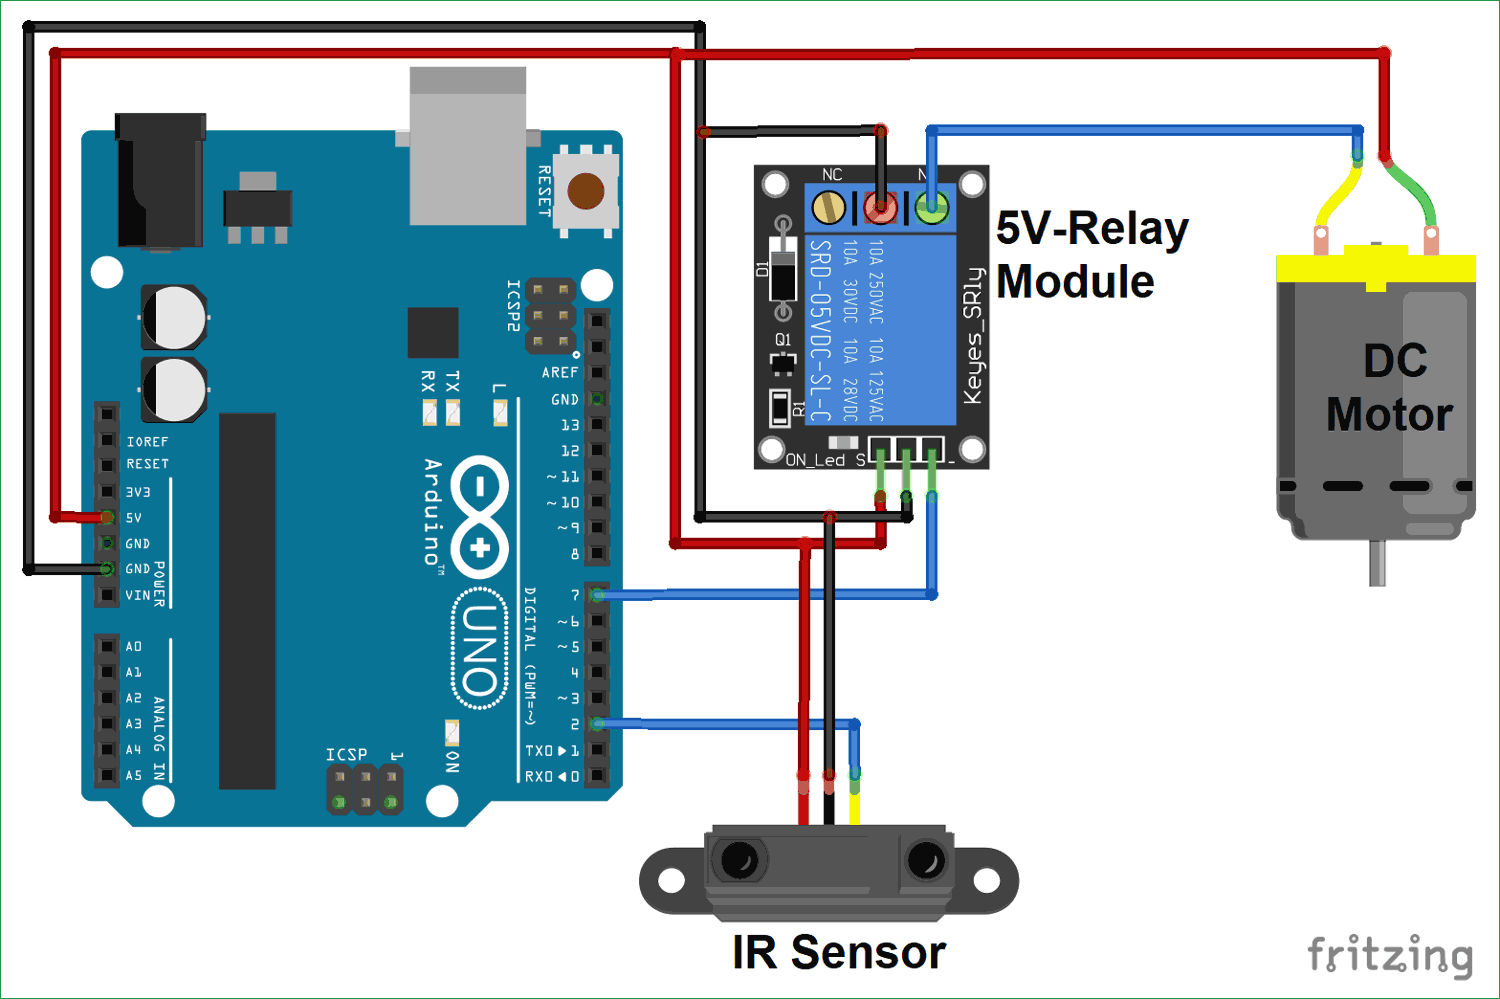 RESET
ICSP2
AREF
GND
13
12
~11
~10
~9
8
RX
TX
L
Arduino™
UNO
IOREF
RESET
3V3
5V
GND
GND
VIN
POWER
A0
A1
A2
A3
A4
A5
ANALOG IN
7
~6
~5
4
~3
2
TX0▶1
RX0◀0
DIGITAL (PWM=~)
ICSP
1
ON
NC
N
D1
Q1
R1
SRD-05VDC-SL-C
10A 30VDC 10A 28VDC
10A 250VAC 10A 125VAC
Keyes_SRly
ON_Led S
-
5V-Relay
Module
DC
Motor
IR Sensor
fritzing